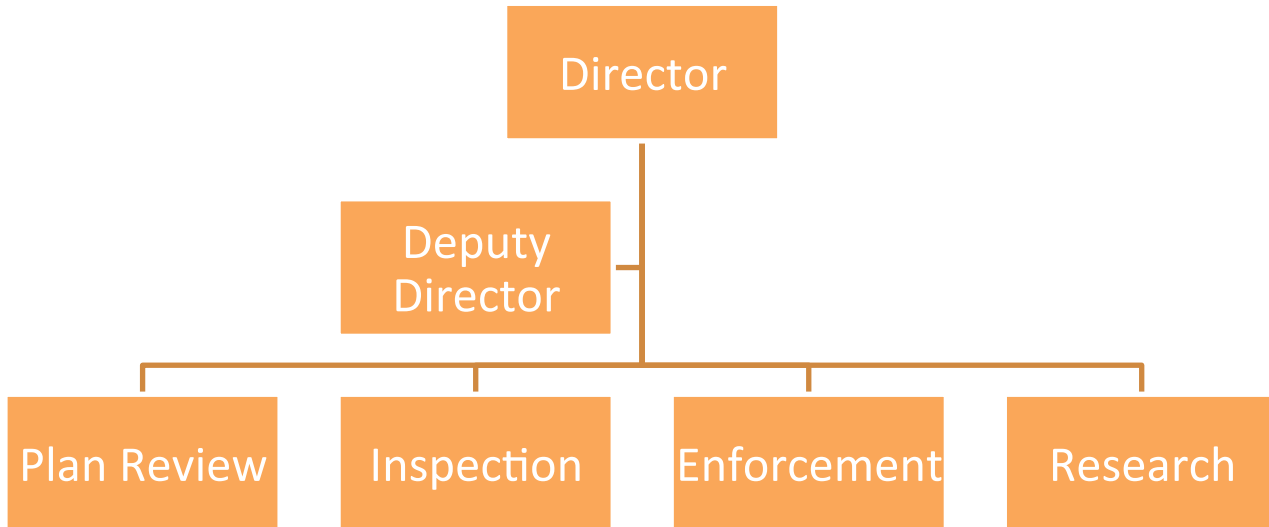 Director
Deputy
Director
Plan Review
Inspection
Enforcement
Research